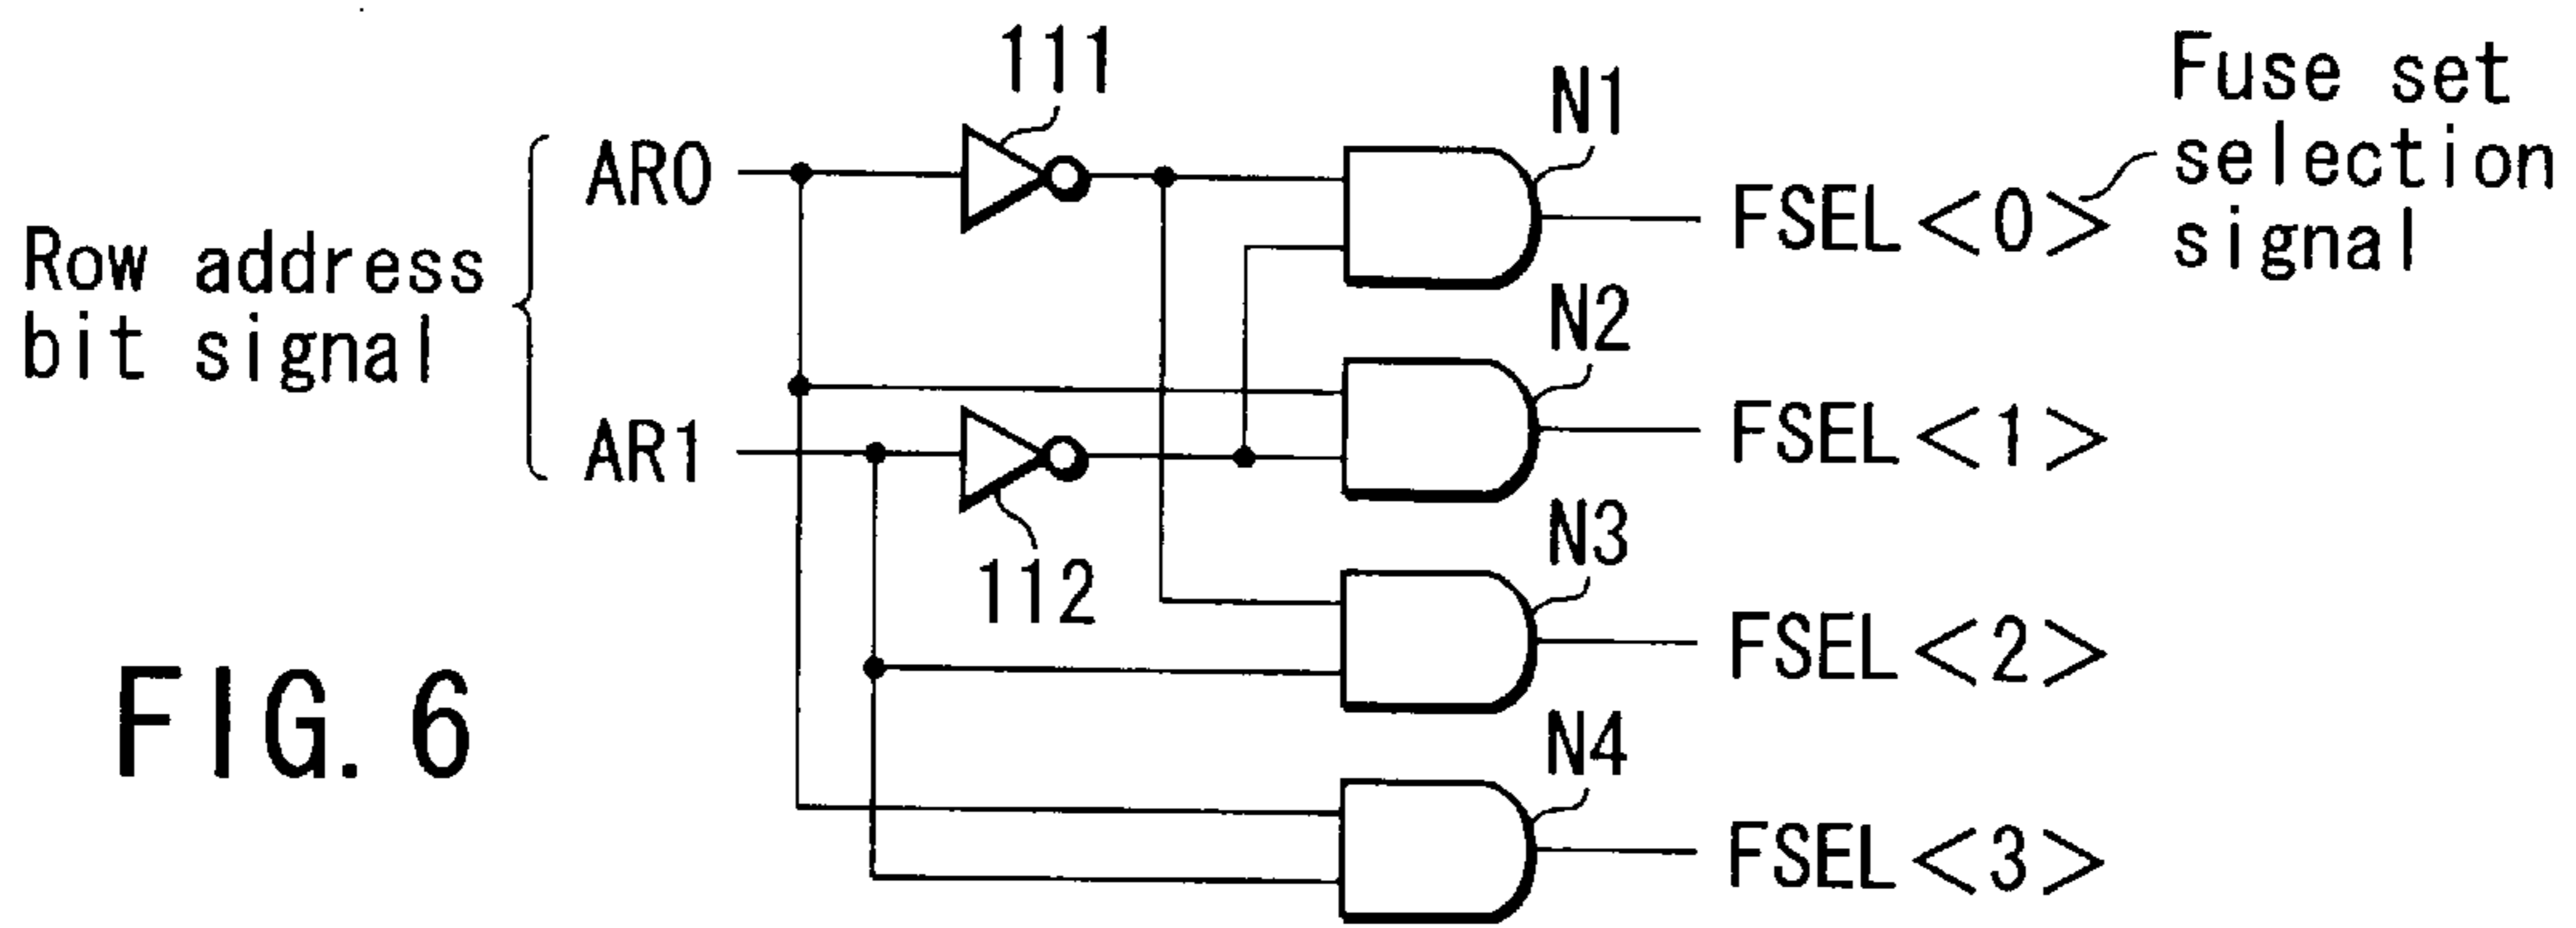 111
N1
Fuse set
selection
signal
AR0
FSEL<0>
Row address
bit signal
N2
AR1
FSEL<1>
112
N3
FSEL<2>
FIG. 6
N4
FSEL<3>